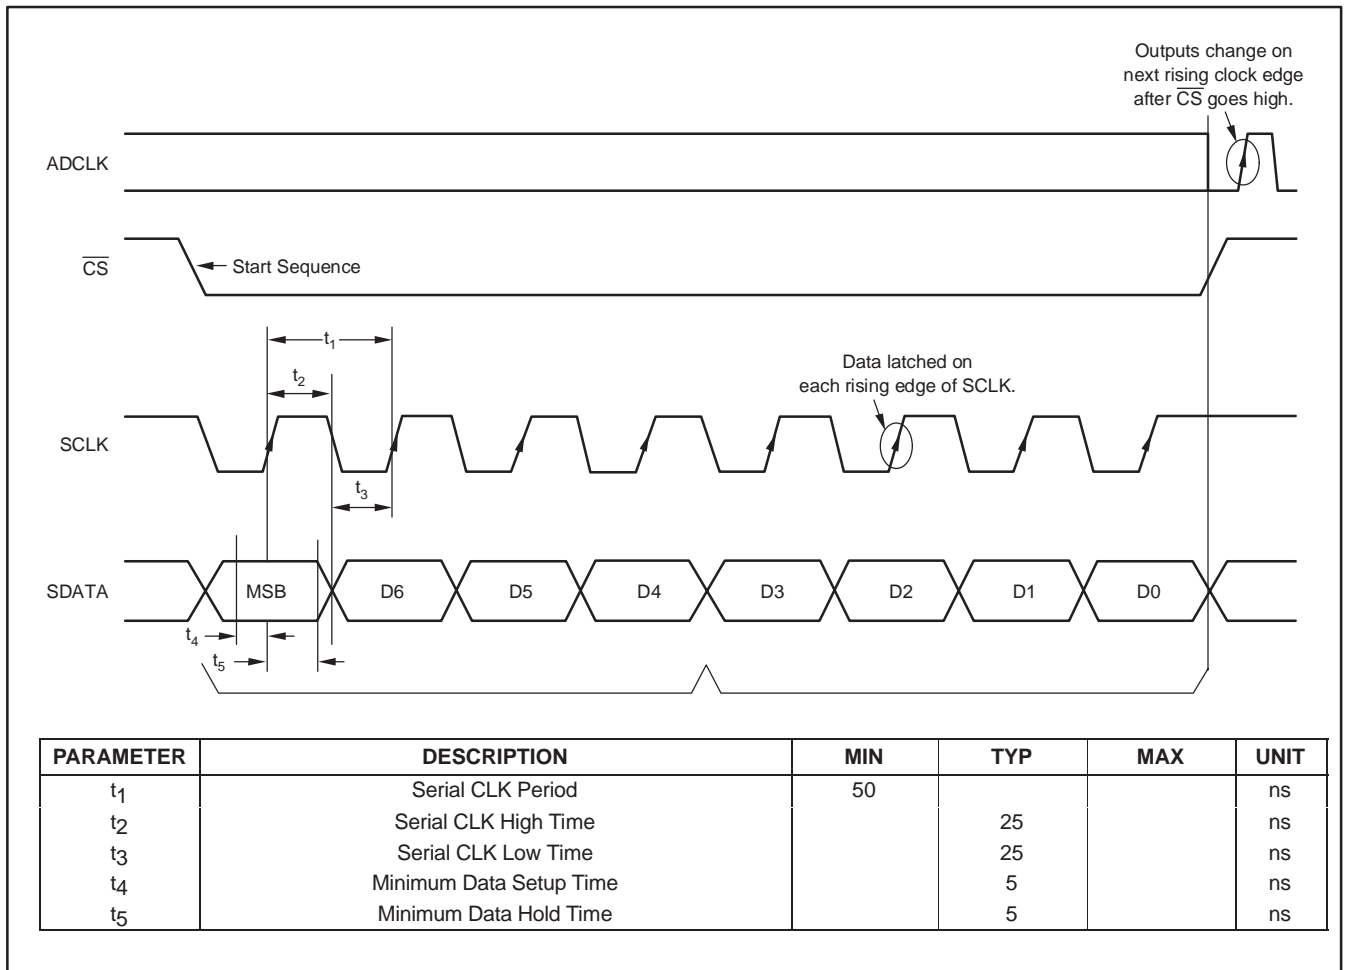 Outputs change on
next rising clock edge
after C̅S̅ goes high.
ADCLK
C̅S̅
Start Sequence
t1
t2
Data latched on
each rising edge of SCLK.
SCLK
t3
SDATA
MSB
D6
D5
D4
D3
D2
D1
D0
t4
t5
PARAMETER DESCRIPTION MIN TYP MAX UNIT
t1 Serial CLK Period 50 ns
t2 Serial CLK High Time 25 ns
t3 Serial CLK Low Time 25 ns
t4 Minimum Data Setup Time 5 ns
t5 Minimum Data Hold Time 5 ns